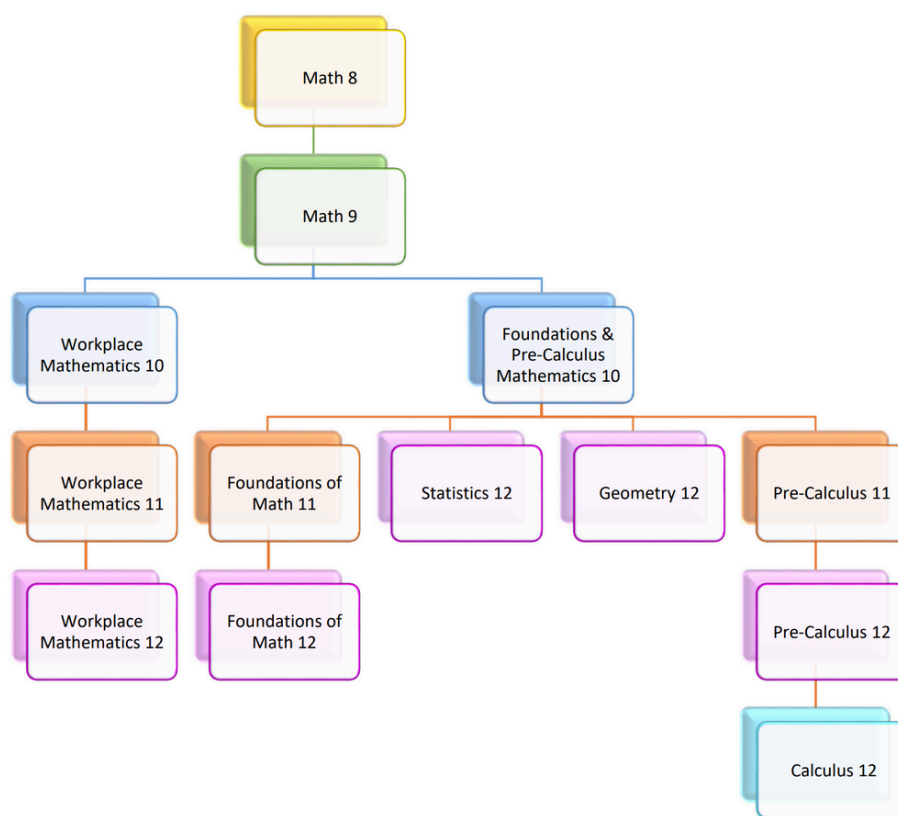 Math 8
Math 9
Workplace
Mathematics 10
Foundations &
Pre-Calculus
Mathematics 10
Workplace
Mathematics 11
Foundations of
Math 11
Statistics 12
Geometry 12
Pre-Calculus 11
Workplace
Mathematics 12
Foundations of
Math 12
Pre-Calculus 12
Calculus 12